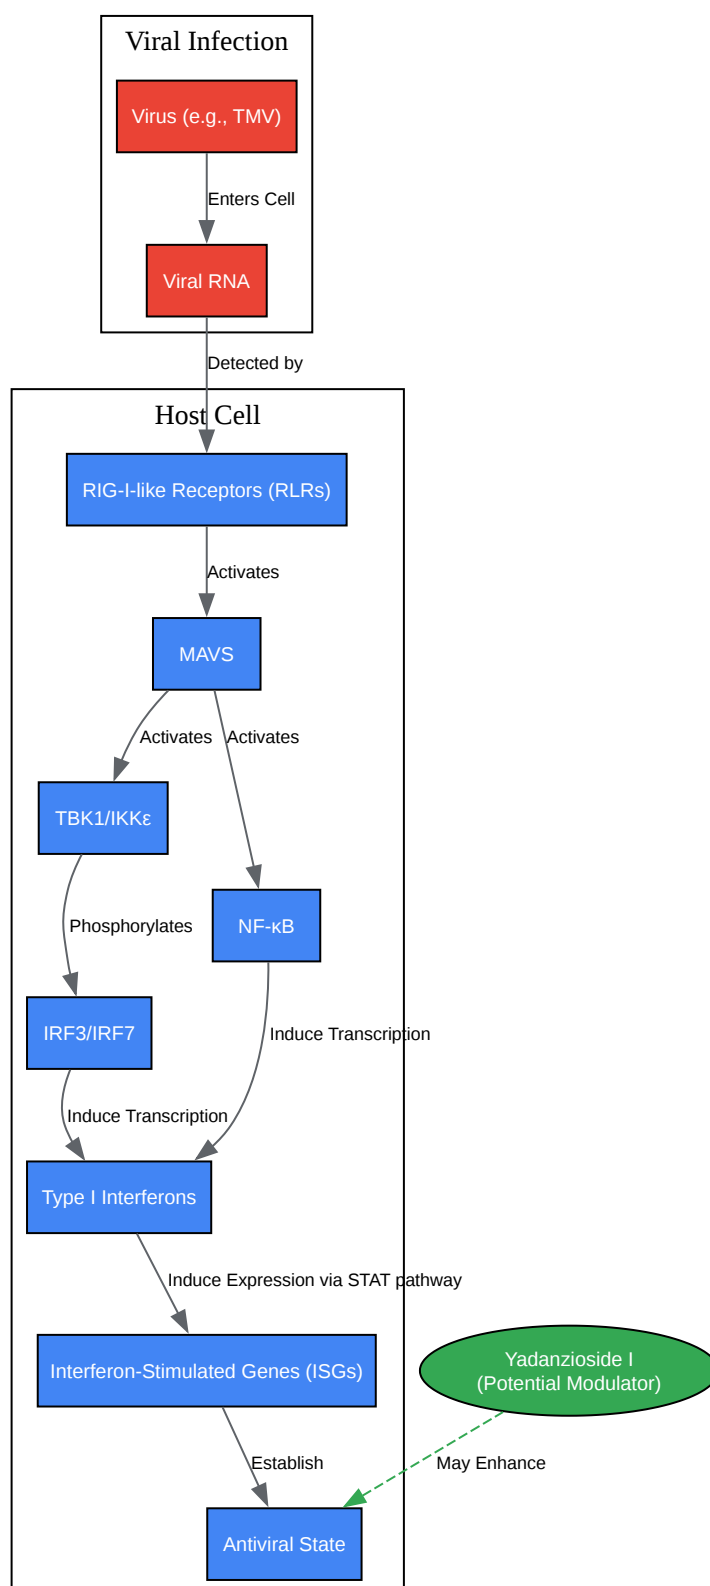 Viral Infection
Virus (e.g., TMV)
Enters Cell
Viral RNA
Detected by
Host Cell
RIG-I-like Receptors (RLRs)
Activates
MAVS
Activates
Activates
TBK1/IKKε
Phosphorylates
NF-κB
IRF3/IRF7
Induce Transcription
Induce Transcription
Type I Interferons
Induce Expression via STAT pathway
Yadanzioside I
(Potential Modulator)
Interferon-Stimulated Genes (ISGs)
Establish
May Enhance
Antiviral State